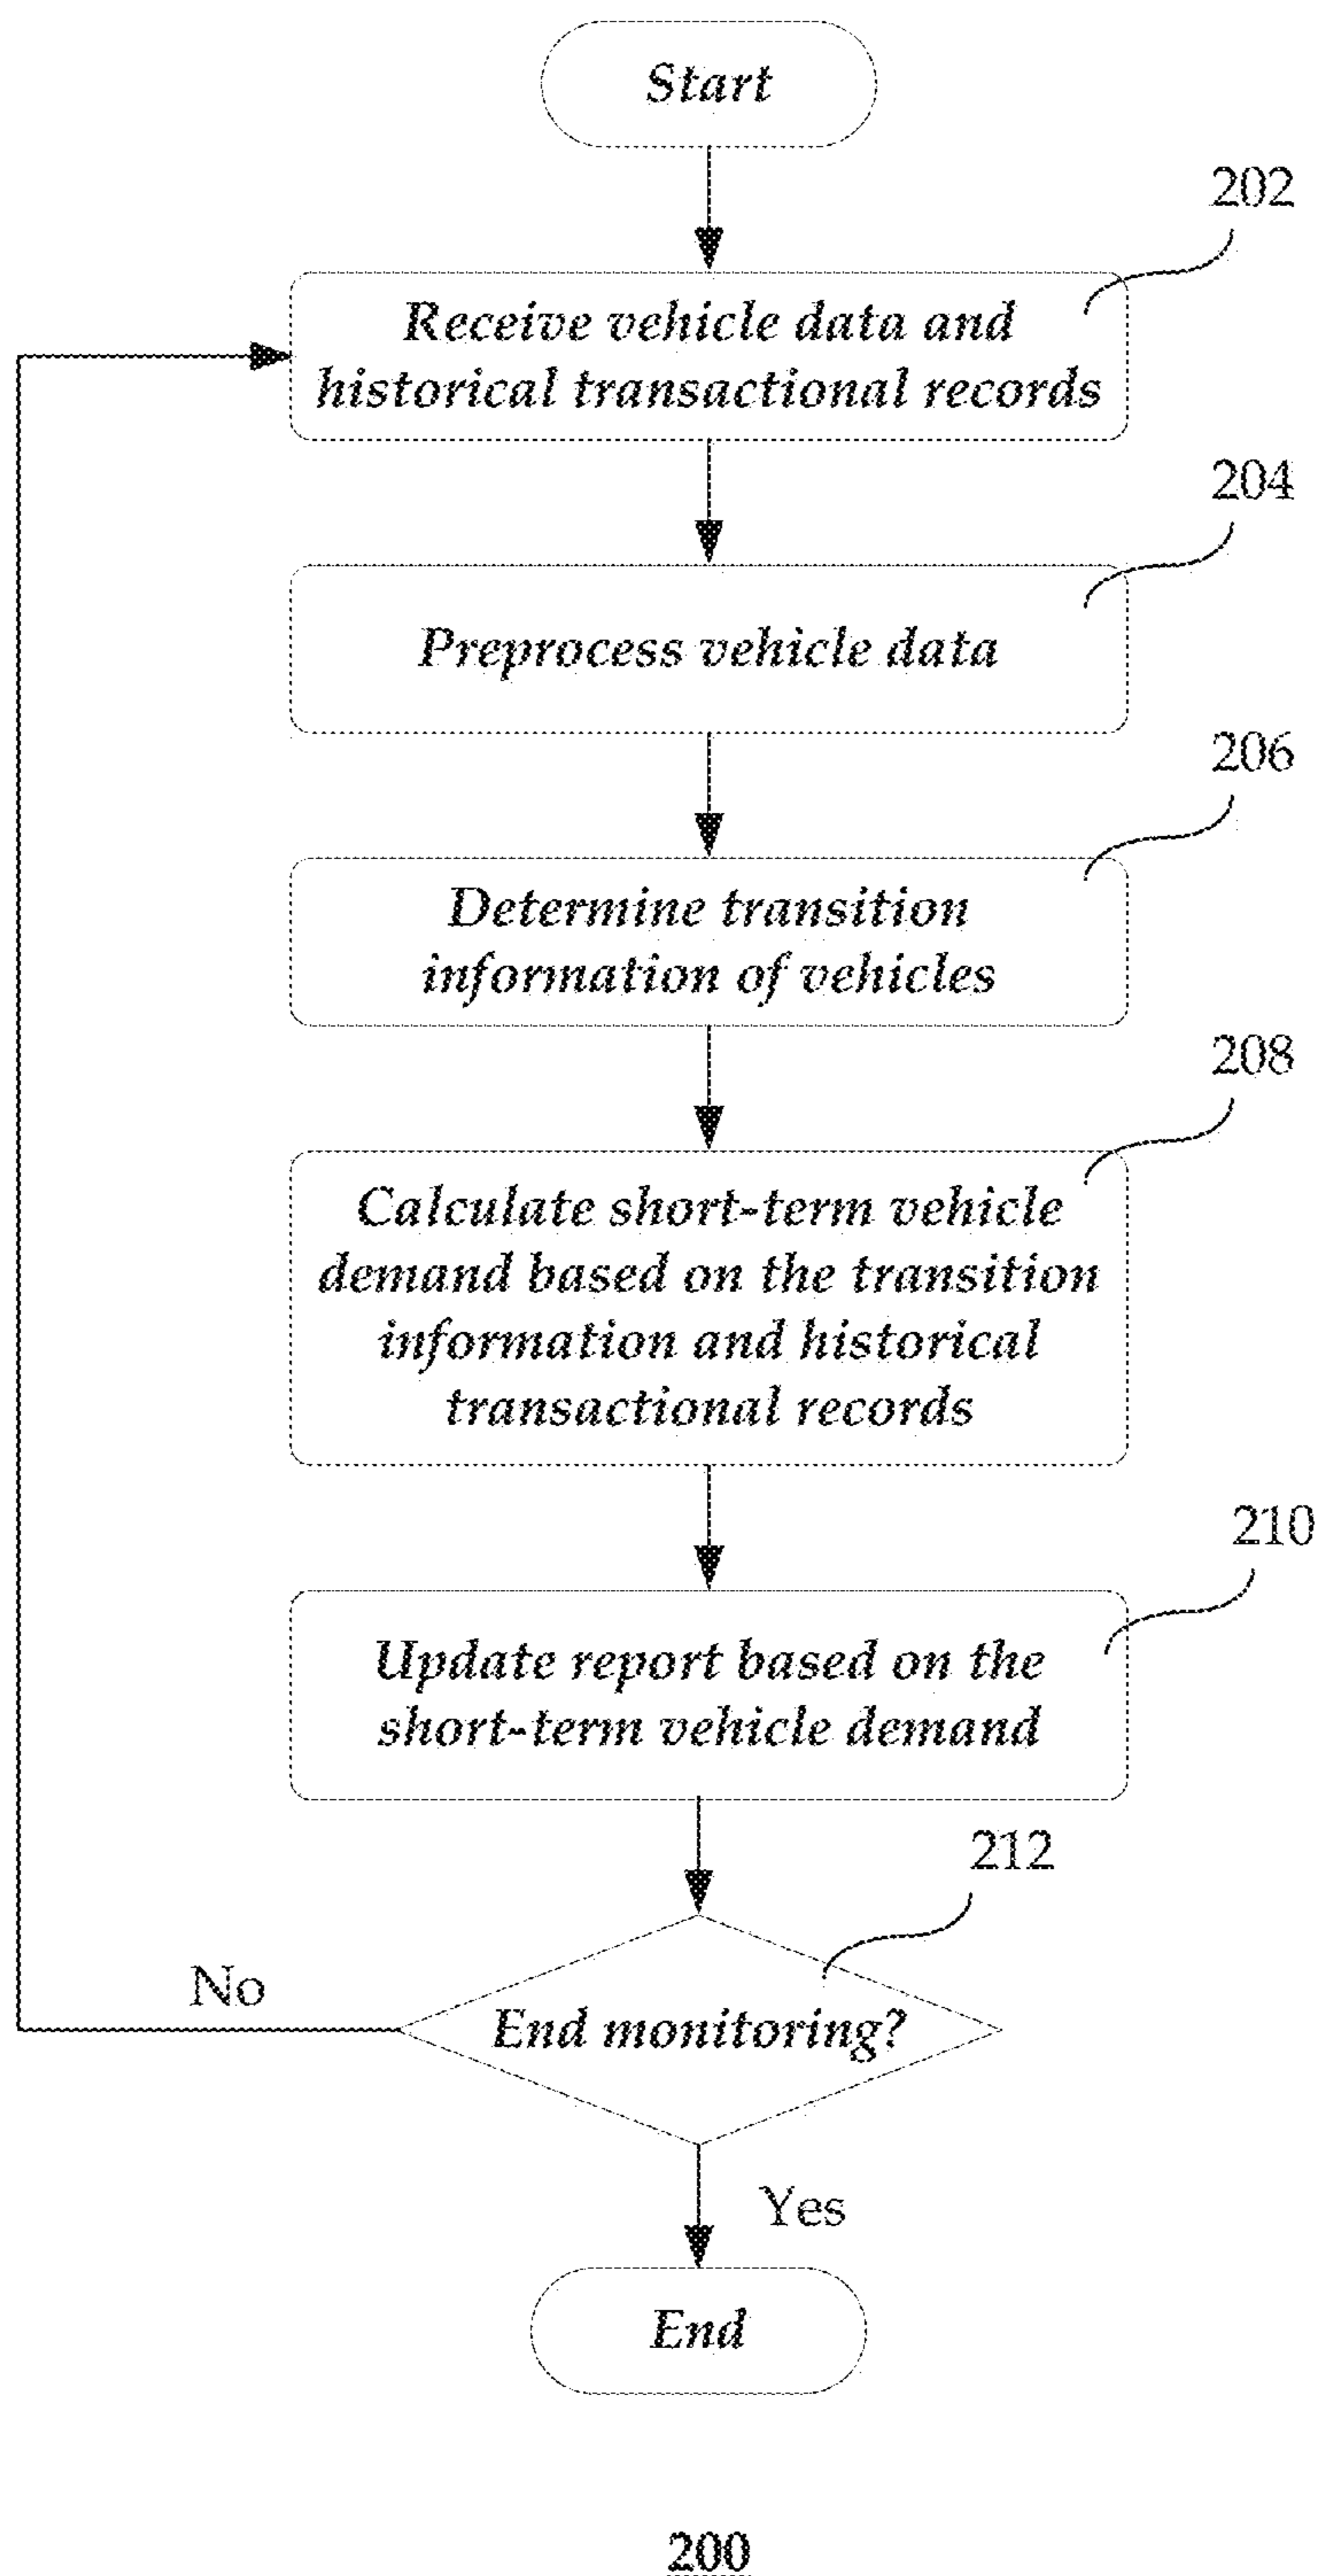 Start
202
Receive vehicle data and
historical transactional records
204
Preprocess vehicle data
206
Determine transition
information of vehicles
208
Calculate short-term vehicle
demand based on the transition
information and historical
transactional records
210
Update report based on the
short-term vehicle demand
212
No
End monitoring?
Yes
End
200